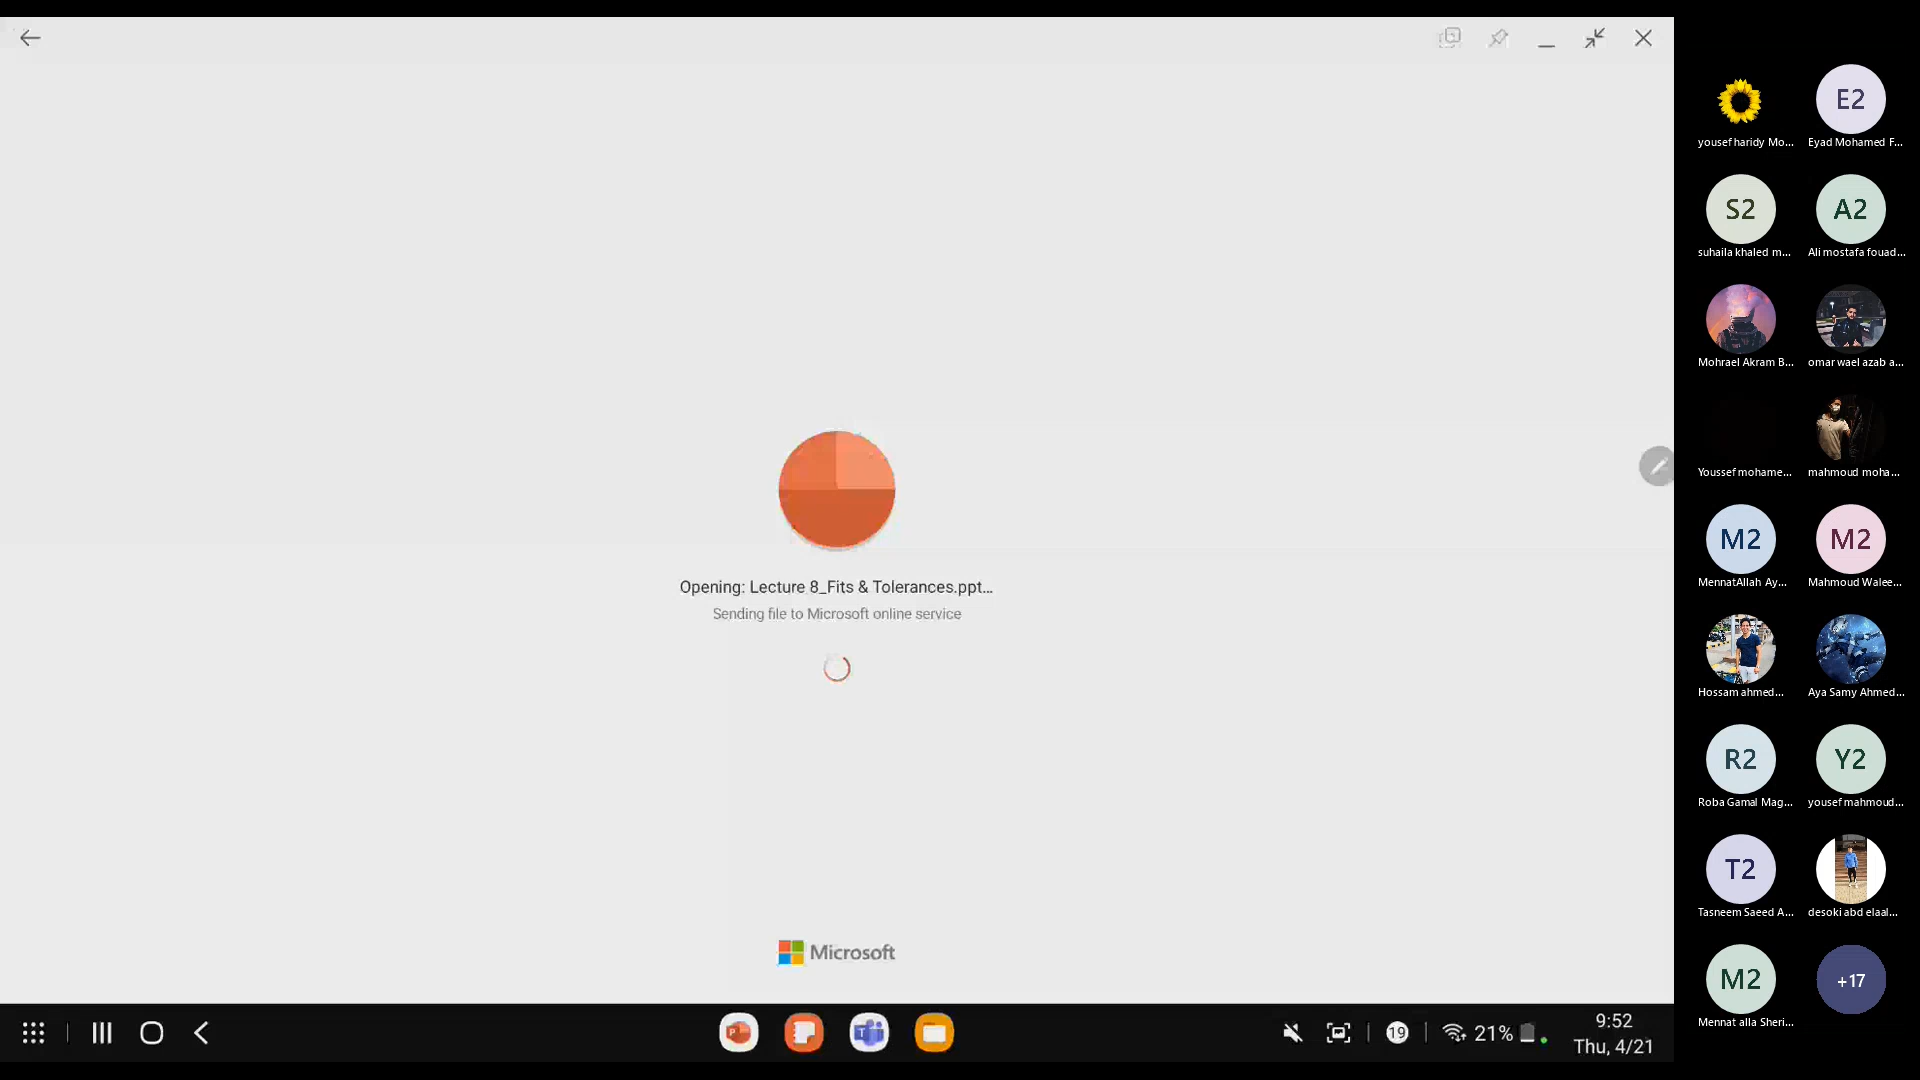 Opening: Lecture 8_Fits & Tolerances.ppt...
Sending file to Microsoft online service
Microsoft
19
21%
9:52
Thu, 4/21
yousef haridy Mo...
E2
Eyad Mohamed F...
S2
suhaila khaled m...
A2
Ali mostafa fouad...
Mohrael Akram B...
omar wael azab a...
Youssef mohame...
mahmoud moha...
M2
MennatAllah Ay...
M2
Mahmoud Walee...
Hossam ahmed...
Aya Samy Ahmed...
R2
Roba Gamal Mag...
Y2
yousef mahmoud...
T2
Tasneem Saeed A...
desoki abd elaal...
M2
Mennat alla Sheri...
+17